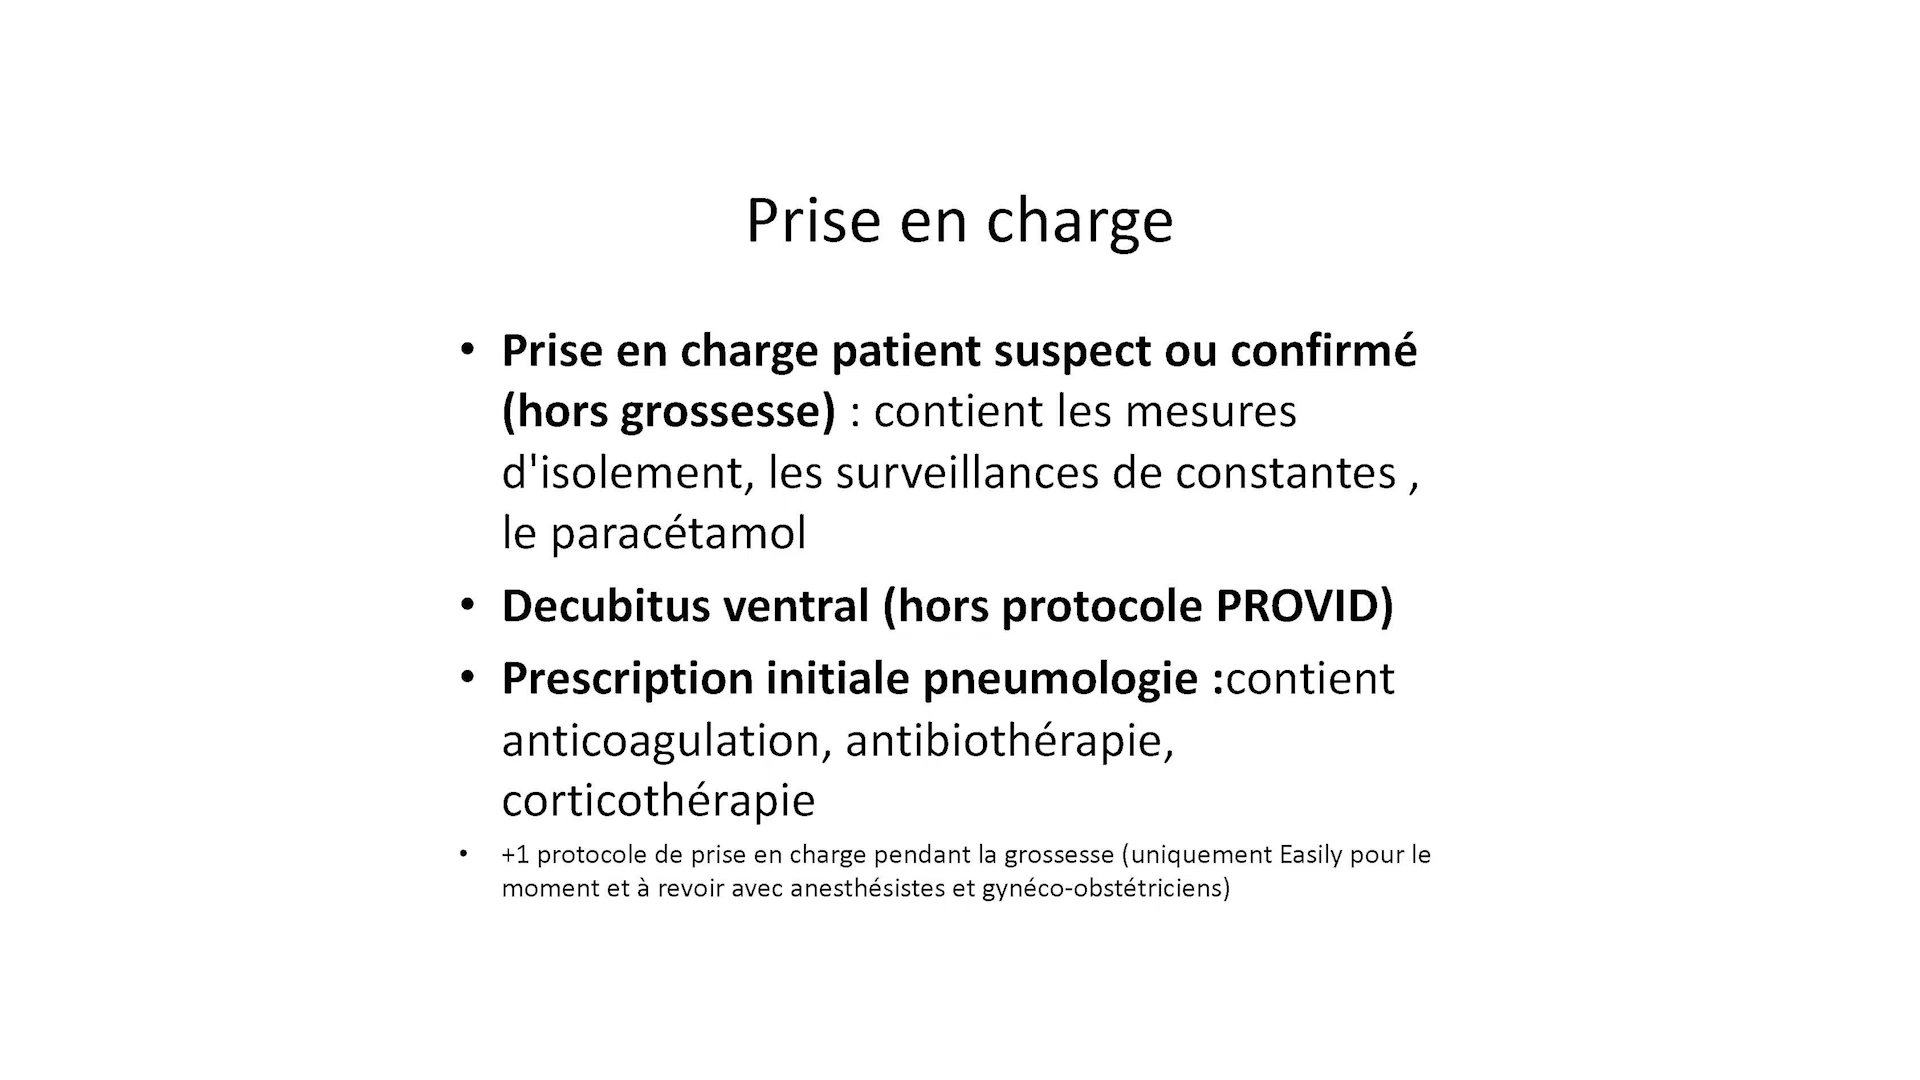 Prise en charge
• Prise en charge patient suspect ou confirmé
(hors grossesse) : contient les mesures
d'isolement, les surveillances de constantes ,
le paracétamol
• Decubitus ventral (hors protocole PROVID)
• Prescription initiale pneumologie :contient
anticoagulation, antibiothérapie,
corticothérapie
• +1 protocole de prise en charge pendant la grossesse (uniquement Easily pour le
moment et à revoir avec anesthésistes et gynéco-obstétriciens)